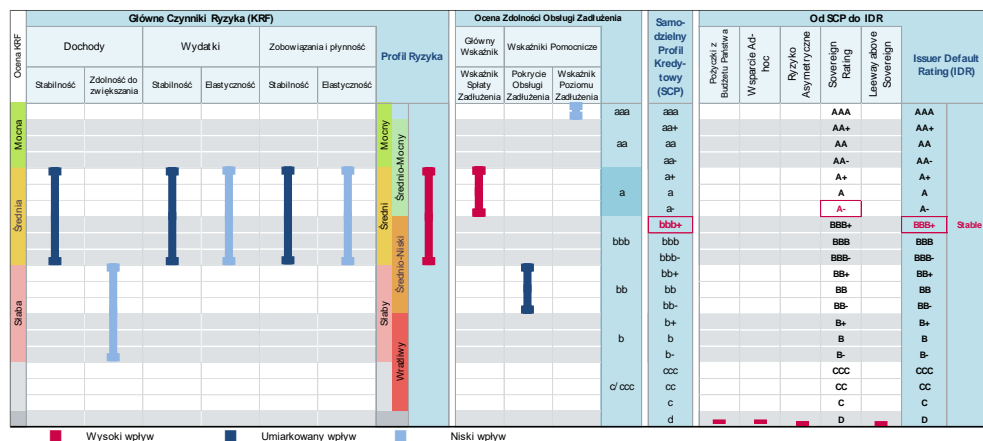 Główne Czynniki Ryzyka (KRF)
Ocena Zdolności Obsługi Zadłużenia
Od SCP do IDR
Ocena KRF
Dochody
Wydatki
Zobowiązania i płynność
Profil Ryzyka
Główny
Wskaźnik
Wskaźniki Pomocnicze
Samo-
dzielny
Profil
Kredy-
towy
(SCP)
Pożyczki z
Budżetu Państwa
Wsparcie Ad-
hoc
Ryzyko
Asymetryczne
Sovereign
Rating
Leeway above
Sovereign
Issuer Default
Rating (IDR)
Stabilność
Zdolność do
zwiększania
Stabilność
Elastyczność
Stabilność
Elastyczność
Wskaźnik
Spłaty
Zadłużenia
Pokrycie
Obsługi
Zadłużenia
Wskaźnik
Poziomu
Zadłużenia
Mocna
Średnia
Słaba
Mocny
Średni
Słaby
Średnio-Mocny
Średnio-Niski
Wrażliwy
aaa aaa AAA AAA
aa+ AA+ AA+
aa aa AA AA
aa- AA- AA-
a+ A+ A+
a a A A
a- A- A-
bbb+ BBB+ BBB+ Stable
bbb bbb BBB BBB
bbb- BBB- BBB-
bb+ BB+ BB+
bb bb BB BB
bb- BB- BB-
b+ B+ B+
b b B B
b- B- B-
ccc CCC CCC
c/ ccc cc CC CC
c C C
d D D
Wysoki wpływ
Umiarkowany wpływ
Niski wpływ